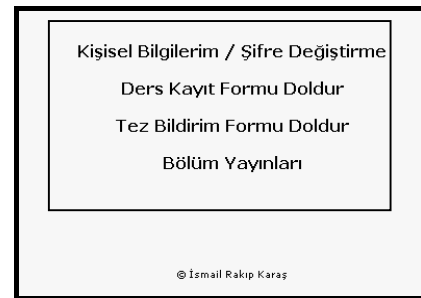 Kişisel Bilgilerim / Şifre Değiştirme
Ders Kayıt Formu Doldur
Tez Bildirim Formu Doldur
Bölüm Yayınları
© İsmail Rakıp Karaş